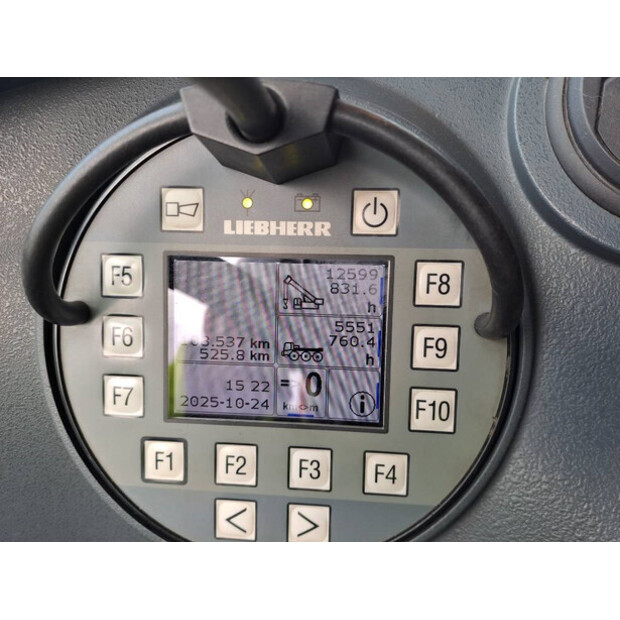 LIEBHERR
F5
F6
F7
F8
F9
F10
12599
831.6
h
3.537 km
525.8 km
5551
760.4
h
15 22
2025-10-24
0
km<>m
i
F1
F2
F3
F4
<
>